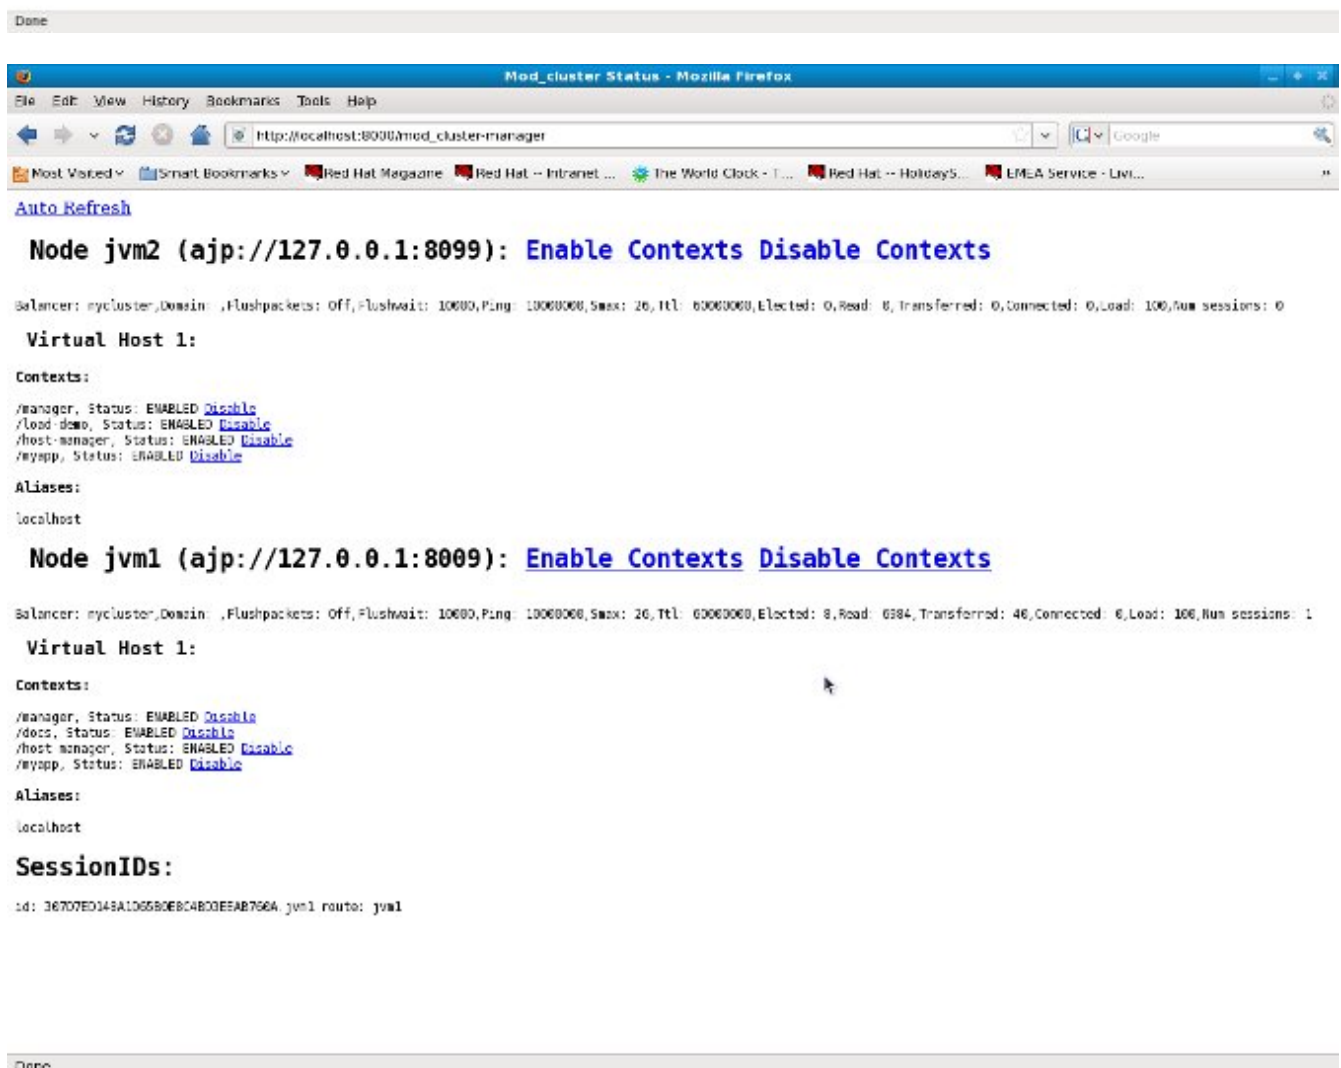 Done
Mod_cluster Status - Mozilla Firefox
File Edit View History Bookmarks Tools Help
http://localhost:8000/mod_cluster-manager Google
Most Visited Smart Bookmarks Red Hat Magazine Red Hat -- Intranet ... The World Clock - T... Red Hat -- HolidayS... EMEA Service - Livi... »
Auto Refresh
Node jvm2 (ajp://127.0.0.1:8099): Enable Contexts Disable Contexts
Balancer: mycluster,Domain: ,Flushpackets: Off,Flushwait: 10000,Ping: 10000000,Smax: 26,Ttl: 60000000,Elected: 0,Read: 0,Transferred: 0,Connected: 0,Load: 100,Num sessions: 0
Virtual Host 1:
Contexts:
/manager, Status: ENABLED Disable
/load-demo, Status: ENABLED Disable
/host-manager, Status: ENABLED Disable
/myapp, Status: ENABLED Disable
Aliases:
localhost
Node jvm1 (ajp://127.0.0.1:8009): Enable Contexts Disable Contexts
Balancer: mycluster,Domain: ,Flushpackets: Off,Flushwait: 10000,Ping: 10000000,Smax: 26,Ttl: 60000000,Elected: 8,Read: 6984,Transferred: 40,Connected: 0,Load: 100,Num sessions: 1
Virtual Host 1:
Contexts:
/manager, Status: ENABLED Disable
/docs, Status: ENABLED Disable
/host-manager, Status: ENABLED Disable
/myapp, Status: ENABLED Disable
Aliases:
localhost
SessionIDs:
id: route: jvm1
Done